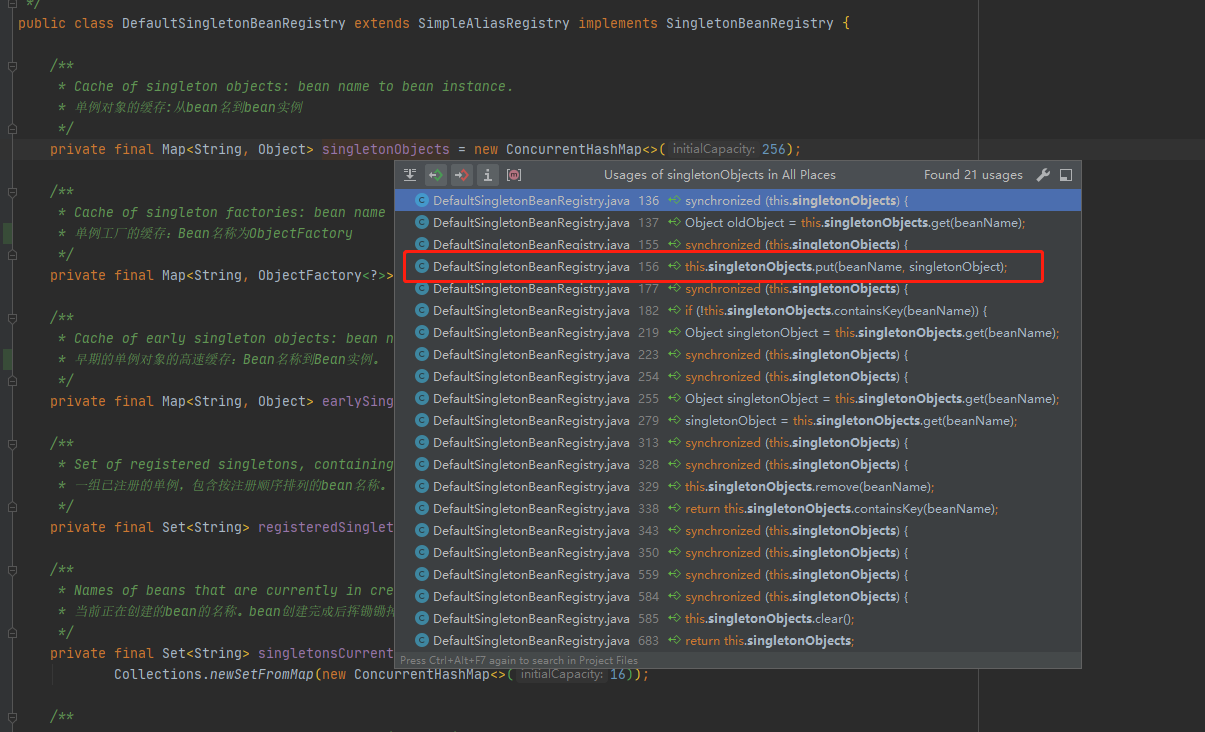 */
public class DefaultSingletonBeanRegistry extends SimpleAliasRegistry implements SingletonBeanRegistry {
/**
* Cache of singleton objects: bean name to bean instance.
* 单例对象的缓存:从bean名到bean实例
*/
private final Map<String, Object> singletonObjects = new ConcurrentHashMap<>( initialCapacity: 256);
Usages of singletonObjects in All Places Found 21 usages
/**
* Cache of singleton factories: bean name
* 单例工厂的缓存：Bean名称为ObjectFactory
*/
private final Map<String, ObjectFactory<?>>
/**
* Cache of early singleton objects: bean n
* 早期的单例对象的高速缓存：Bean名称到Bean实例。
*/
private final Map<String, Object> earlySing
/**
* Set of registered singletons, containing
* 一组已注册的单例，包含按注册顺序排列的bean名称。
*/
private final Set<String> registeredSinglet
/**
* Names of beans that are currently in cre
* 当前正在创建的bean的名称。bean创建完成后
*/
private final Set<String> singletonsCurrent
DefaultSingletonBeanRegistry.java 136 synchronized (this.singletonObjects) {
DefaultSingletonBeanRegistry.java 137 Object oldObject = this.singletonObjects.get(beanName);
DefaultSingletonBeanRegistry.java 155 synchronized (this.singletonObjects) {
DefaultSingletonBeanRegistry.java 156 this.singletonObjects.put(beanName, singletonObject);
DefaultSingletonBeanRegistry.java 177 synchronized (this.singletonObjects) {
DefaultSingletonBeanRegistry.java 182 if (!this.singletonObjects.containsKey(beanName)) {
DefaultSingletonBeanRegistry.java 219 Object singletonObject = this.singletonObjects.get(beanName);
DefaultSingletonBeanRegistry.java 223 synchronized (this.singletonObjects) {
DefaultSingletonBeanRegistry.java 254 synchronized (this.singletonObjects) {
DefaultSingletonBeanRegistry.java 255 Object singletonObject = this.singletonObjects.get(beanName);
DefaultSingletonBeanRegistry.java 279 singletonObject = this.singletonObjects.get(beanName);
DefaultSingletonBeanRegistry.java 313 synchronized (this.singletonObjects) {
DefaultSingletonBeanRegistry.java 328 synchronized (this.singletonObjects) {
DefaultSingletonBeanRegistry.java 329 this.singletonObjects.remove(beanName);
DefaultSingletonBeanRegistry.java 338 return this.singletonObjects.containsKey(beanName);
DefaultSingletonBeanRegistry.java 343 synchronized (this.singletonObjects) {
DefaultSingletonBeanRegistry.java 350 synchronized (this.singletonObjects) {
DefaultSingletonBeanRegistry.java 559 synchronized (this.singletonObjects) {
DefaultSingletonBeanRegistry.java 584 synchronized (this.singletonObjects) {
DefaultSingletonBeanRegistry.java 585 this.singletonObjects.clear();
DefaultSingletonBeanRegistry.java 683 return this.singletonObjects;
Press Ctrl+Alt+F7 again to search in Project Files
Collections.newSetFromMap(new ConcurrentHashMap<>( initialCapacity: 16));
/**